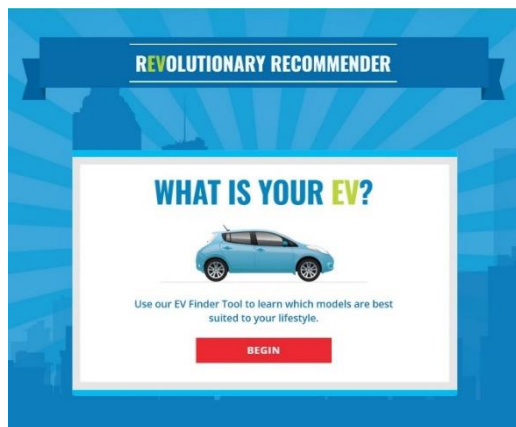 REVOLUTIONARY RECOMMENDER
WHAT IS YOUR EV?
Use our EV Finder Tool to learn which models are best
suited to your lifestyle.
BEGIN